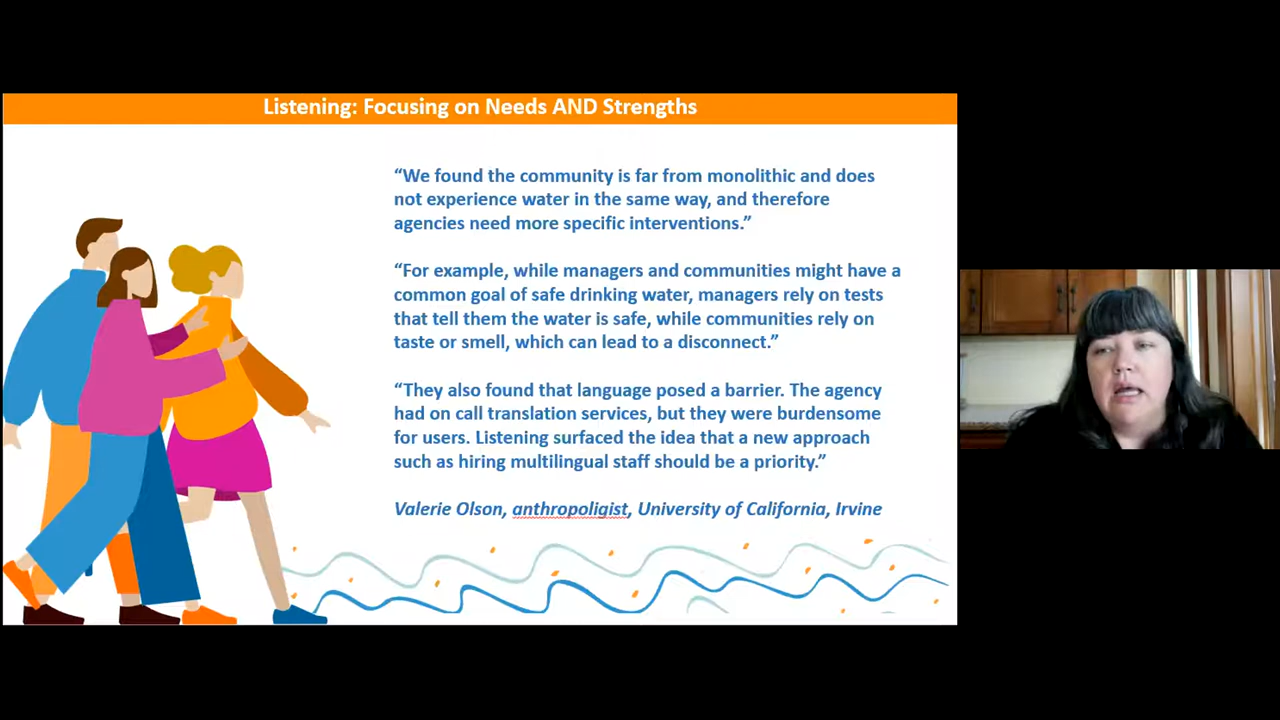 Listening: Focusing on Needs AND Strengths
“We found the community is far from monolithic and does
not experience water in the same way, and therefore
agencies need more specific interventions.”
“For example, while managers and communities might have a
common goal of safe drinking water, managers rely on tests
that tell them the water is safe, while communities rely on
taste or smell, which can lead to a disconnect.”
“They also found that language posed a barrier. The agency
had on call translation services, but they were burdensome
for users. Listening surfaced the idea that a new approach
such as hiring multilingual staff should be a priority.”
Valerie Olson, anthropoligist, University of California, Irvine